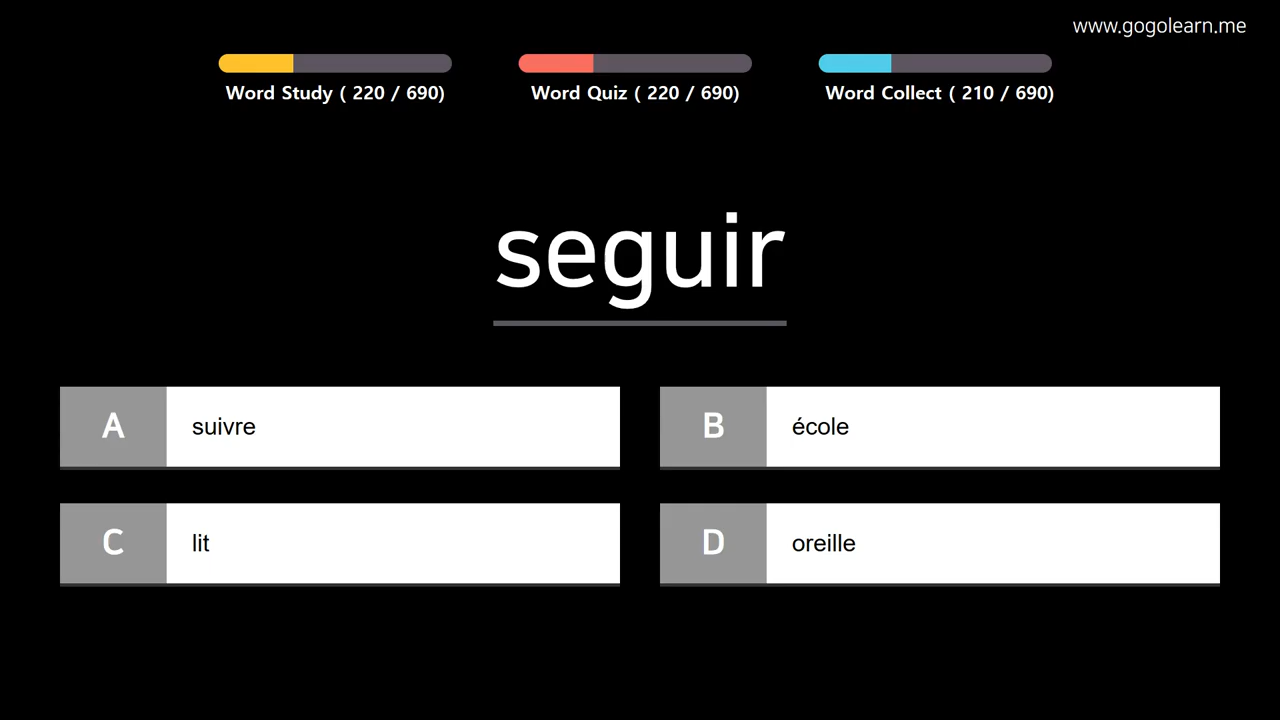 www.gogolearn.me
Word Study ( 220 / 690)
Word Quiz ( 220 / 690)
Word Collect ( 210 / 690)
seguir
A suivre
B école
C lit
D oreille